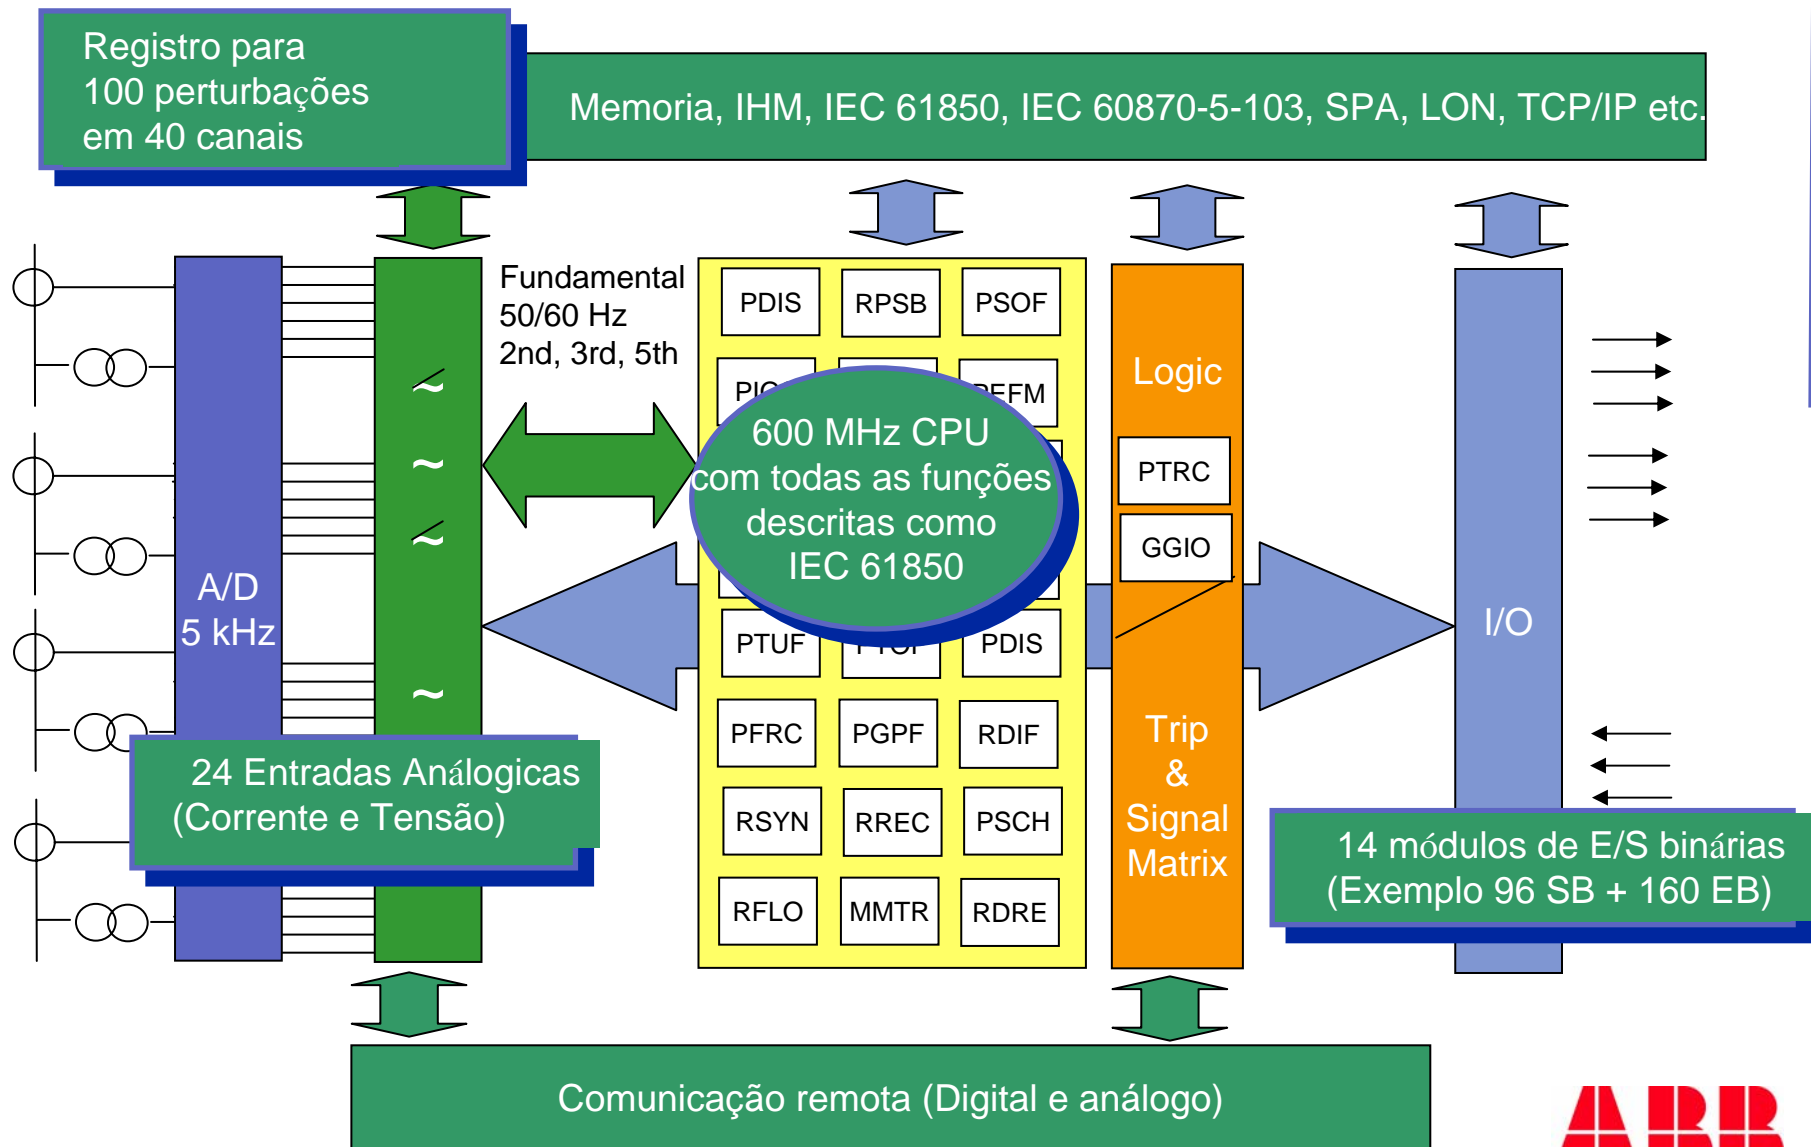 Registro para
100 perturbações
em 40 canais
Memoria, IHM, IEC 61850, IEC 60870-5-103, SPA, LON, TCP/IP etc.
Fundamental
50/60 Hz
2nd, 3rd, 5th
A/D
5 kHz
~
~
~
~
PDIS
RPSB
PSOF
600 MHz CPU
com todas as funções
descritas como
IEC 61850
PTUF
PDIS
PFRC
PGPF
RDIF
RSYN
RREC
PSCH
RFLO
MMTR
RDRE
Logic
PTRC
GGIO
Trip
&
Signal
Matrix
I/O
24 Entradas Análogicas
(Corrente e Tensão)
14 módulos de E/S binárias
(Exemplo 96 SB + 160 EB)
Comunicação remota (Digital e análogo)
ABB